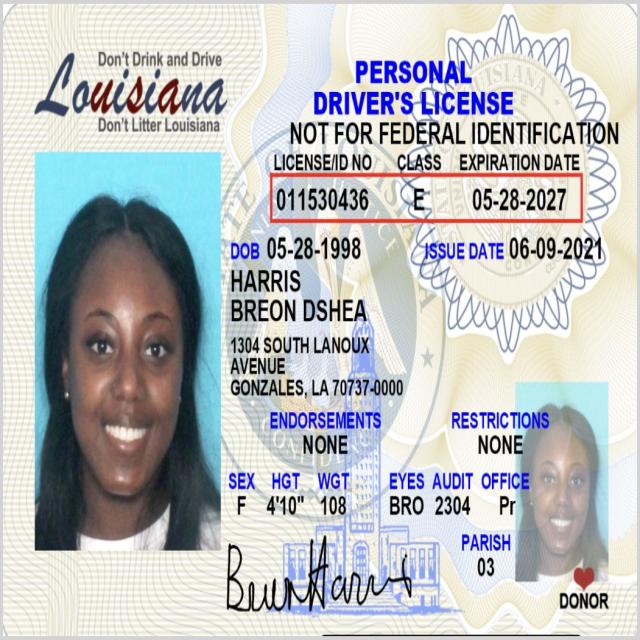 Don't Drink and Drive
Louisiana
Don't Litter Louisiana
PERSONAL
DRIVER'S LICENSE
NOT FOR FEDERAL IDENTIFICATION
LICENSE/ID NO CLASS EXPIRATION DATE
011530436 E 05-28-2027
DOB 05-28-1998 ISSUE DATE 06-09-2021
HARRIS
BREON DSHEA
1304 SOUTH LANOUX
AVENUE
GONZALES, LA 70737-0000
ENDORSEMENTS RESTRICTIONS
NONE NONE
SEX HGT WGT EYES AUDIT OFFICE
F 4'10" 108 BRO 2304 Pr
PARISH
03
DONOR